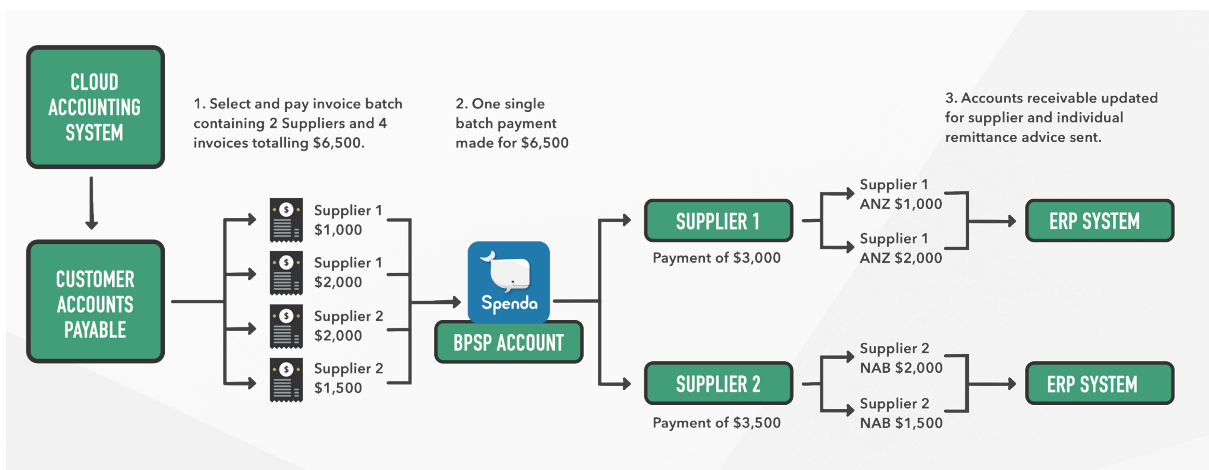 CLOUD
ACCOUNTING
SYSTEM
1. Select and pay invoice batch
containing 2 Suppliers and 4
invoices totalling $6,500.
2. One single
batch payment
made for $6,500
3. Accounts receivable updated
for supplier and individual
remittance advice sent.
CUSTOMER
ACCOUNTS
PAYABLE
$
Supplier 1
$1,000
$
Supplier 1
$2,000
$
Supplier 2
$2,000
$
Supplier 2
$1,500
Spenda
BPSP ACCOUNT
SUPPLIER 1
Payment of $3,000
Supplier 1
ANZ $1,000
Supplier 1
ANZ $2,000
ERP SYSTEM
SUPPLIER 2
Payment of $3,500
Supplier 2
NAB $2,000
Supplier 2
NAB $1,500
ERP SYSTEM